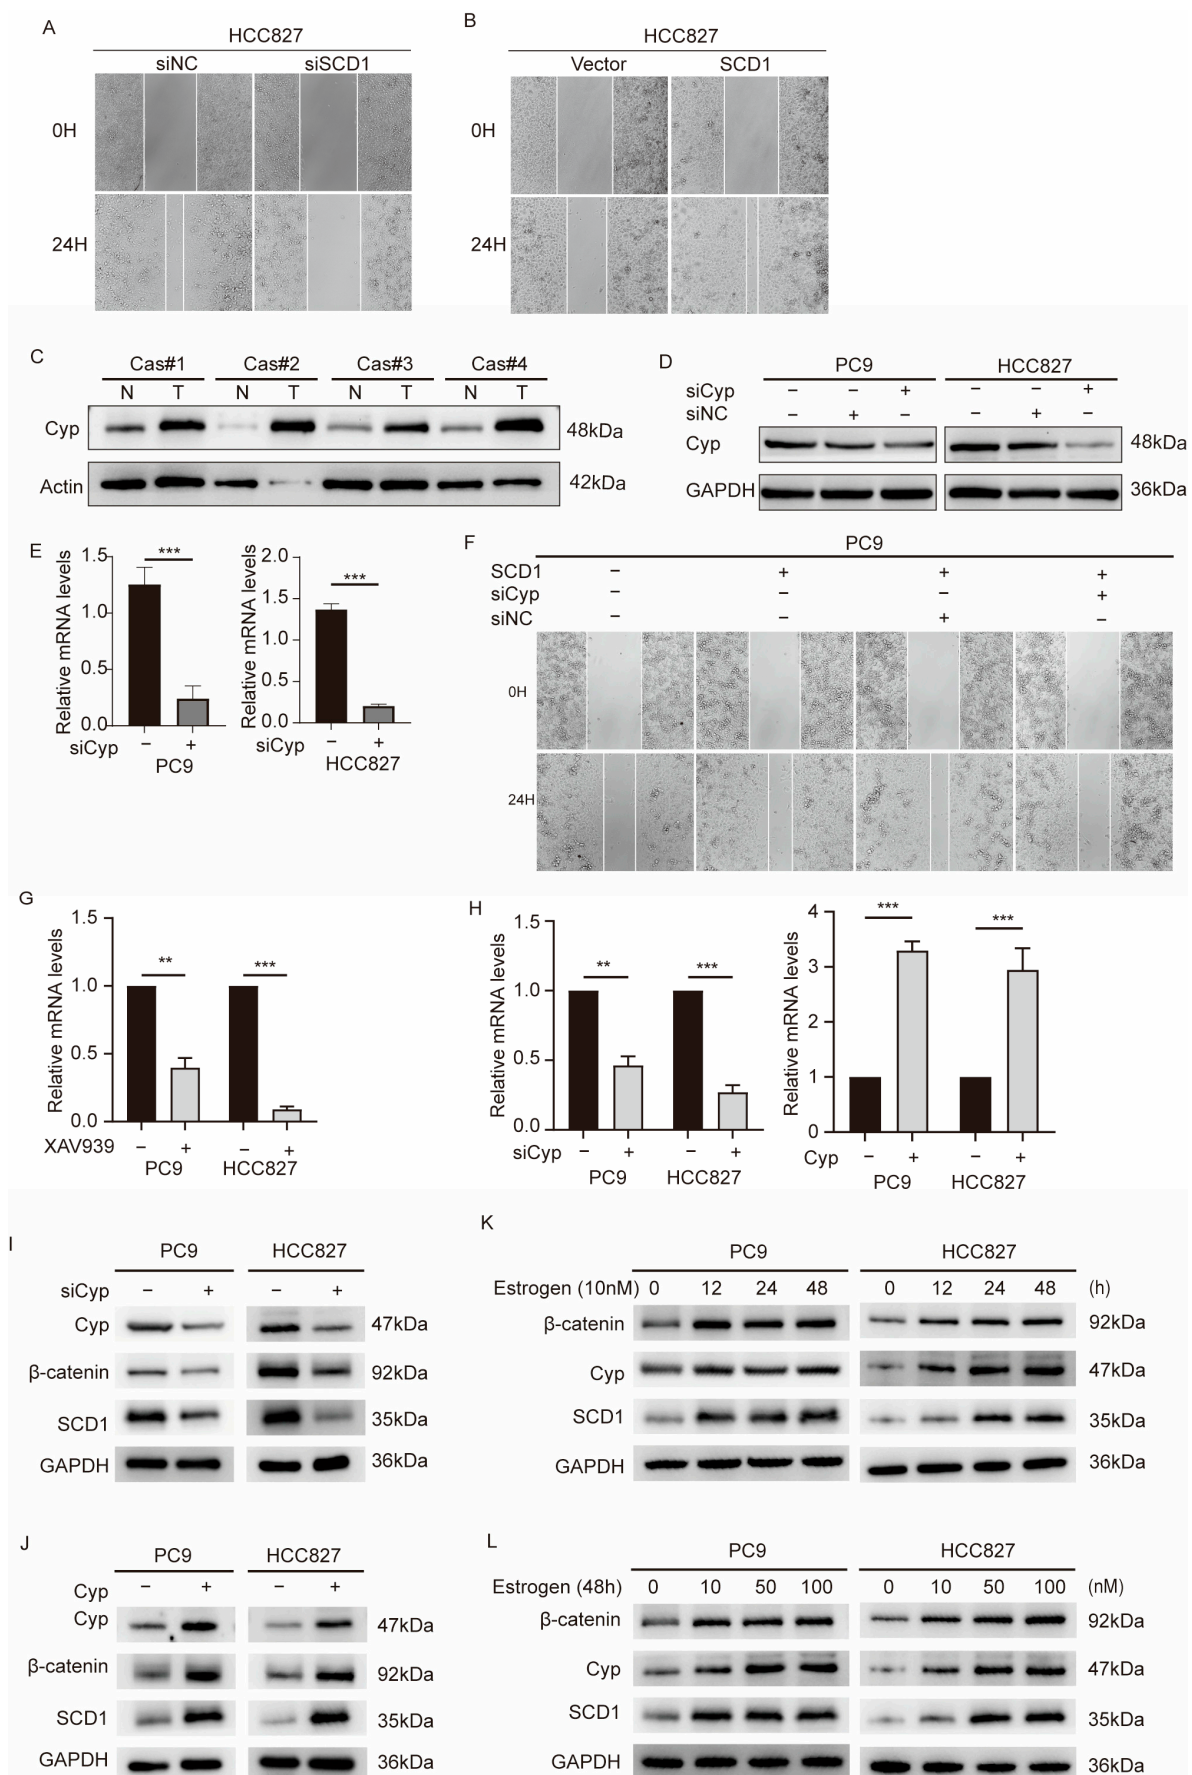 A
HCC827
siNC siSCD1
0H
24H
B
HCC827
Vector SCD1
0H
24H
C
Cas#1 Cas#2 Cas#3 Cas#4
N T N T N T N T
Cyp 48kDa
Actin 42kDa
D
PC9 HCC827
siCyp – – + – – +
siNC – + – – + –
Cyp 48kDa
GAPDH 36kDa
E
Relative mRNA levels
1.5
1.0
0.5
0.0
***
siCyp – +
PC9
Relative mRNA levels
2.0
1.5
1.0
0.5
0.0
***
siCyp – +
HCC827
F
PC9
SCD1 – + + +
siCyp – – – +
siNC – – + –
0H
24H
G
Relative mRNA levels
1.5
1.0
0.5
0.0
** ***
XAV939 – + – +
PC9 HCC827
H
Relative mRNA levels
1.5
1.0
0.5
0.0
** ***
siCyp – + – +
PC9 HCC827
Relative mRNA levels
4
3
2
1
0
*** ***
Cyp – + – +
PC9 HCC827
I
PC9 HCC827
siCyp – + – +
Cyp 47kDa
β-catenin 92kDa
SCD1 35kDa
GAPDH 36kDa
K
PC9 HCC827
Estrogen (10nM) 0 12 24 48 0 12 24 48 (h)
β-catenin 92kDa
Cyp 47kDa
SCD1 35kDa
GAPDH 36kDa
J
PC9 HCC827
Cyp – + – +
Cyp 47kDa
β-catenin 92kDa
SCD1 35kDa
GAPDH 36kDa
L
PC9 HCC827
Estrogen (48h) 0 10 50 100 0 10 50 100 (nM)
β-catenin 92kDa
Cyp 47kDa
SCD1 35kDa
GAPDH 36kDa